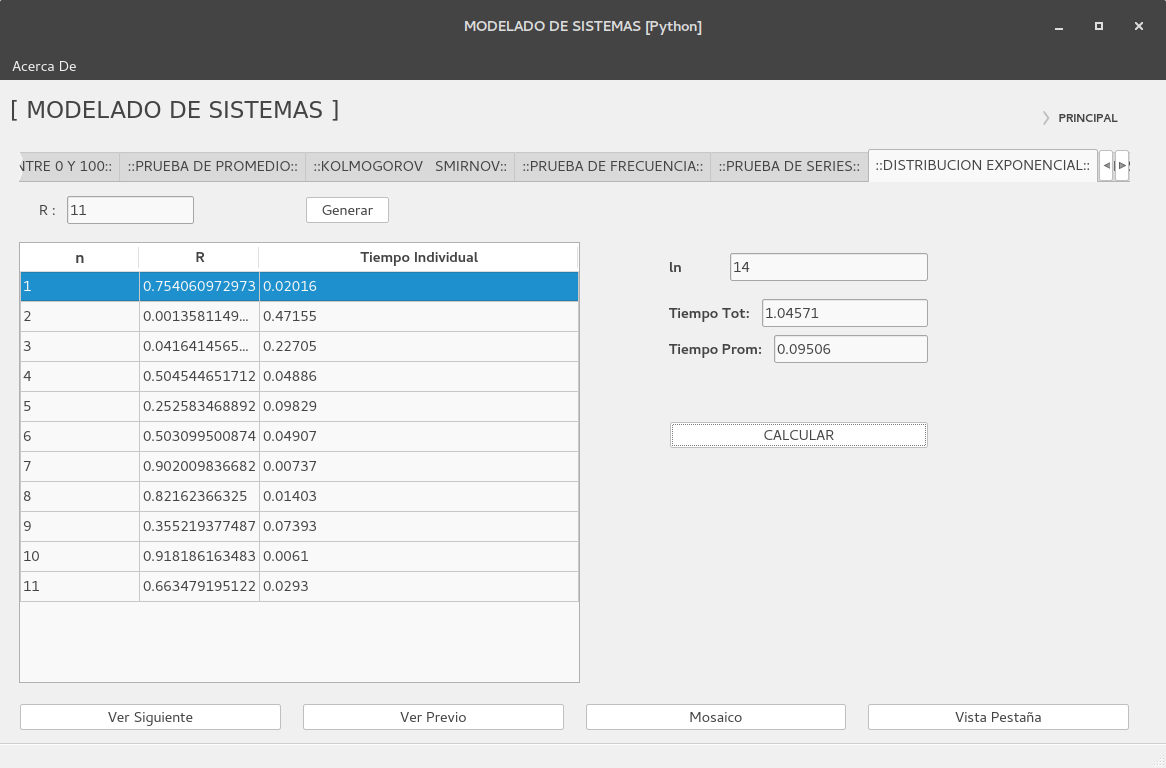 MODELADO DE SISTEMAS [Python]
Acerca De
[ MODELADO DE SISTEMAS ]
PRINCIPAL
NTRE 0 Y 100:: ::PRUEBA DE PROMEDIO:: ::KOLMOGOROV SMIRNOV:: ::PRUEBA DE FRECUENCIA:: ::PRUEBA DE SERIES:: ::DISTRIBUCION EXPONENCIAL::
R : 11 Generar
n R Tiempo Individual
1 0.754060972973 0.02016
2 0.0013581149... 0.47155
3 0.0416414565... 0.22705
4 0.504544651712 0.04886
5 0.252583468892 0.09829
6 0.503099500874 0.04907
7 0.902009836682 0.00737
8 0.82162366325 0.01403
9 0.355219377487 0.07393
10 0.918186163483 0.0061
11 0.663479195122 0.0293
ln 14
Tiempo Tot: 1.04571
Tiempo Prom: 0.09506
CALCULAR
Ver Siguiente Ver Previo Mosaico Vista Pestaña